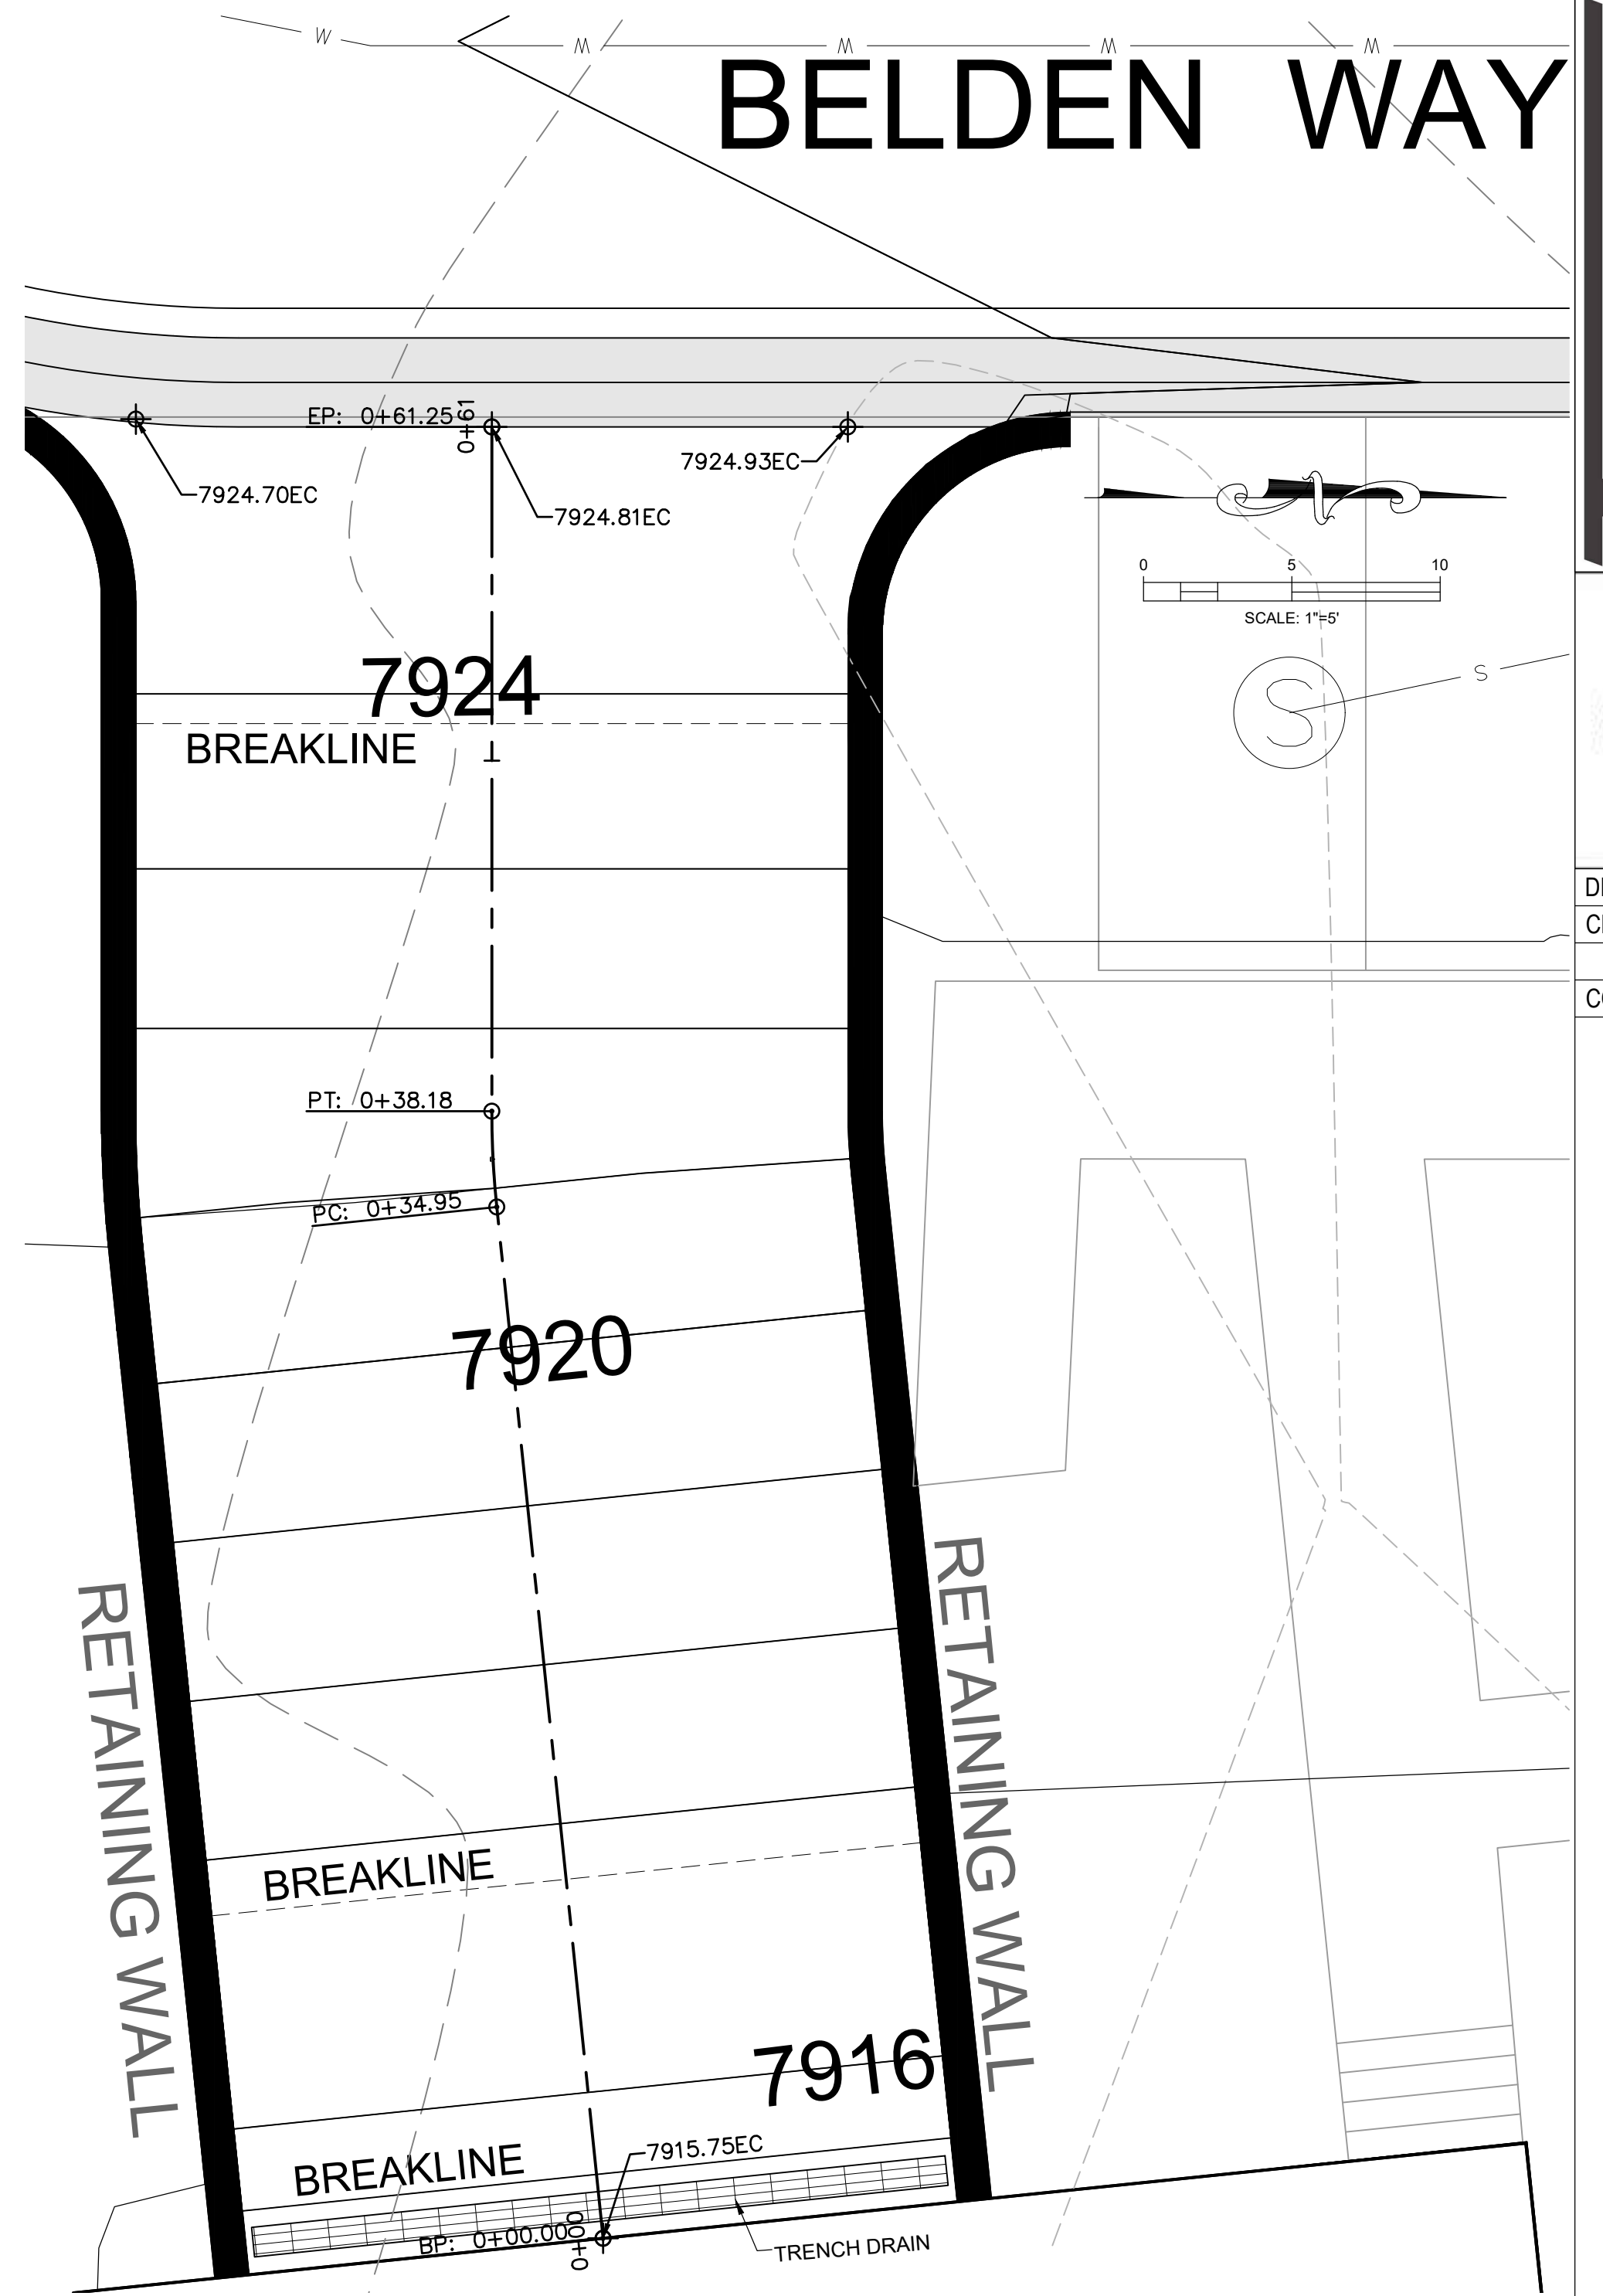 W W W W W
BELDEN WAY
EP: 0+61.25
0+61
7924.70EC
7924.81EC
7924.93EC
0 5 10
SCALE: 1"=5'
S
S
7924
BREAKLINE
PT: 0+38.18
PC: 0+34.95
7920
RETAINING WALL
RETAINING WALL
BREAKLINE
7916
BREAKLINE
7915.75EC
BP: 0+00.00
0+00
TRENCH DRAIN